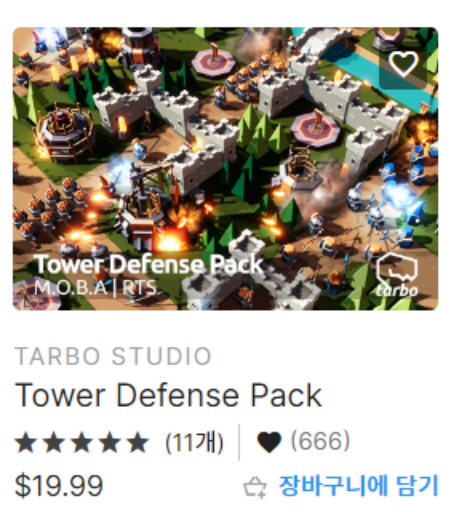 Tower Defense Pack
M.O.B.A | RTS
tarbo
TARBO STUDIO
Tower Defense Pack
★★★★★ (11개) | ♥ (666)
$19.99 장바구니에 담기